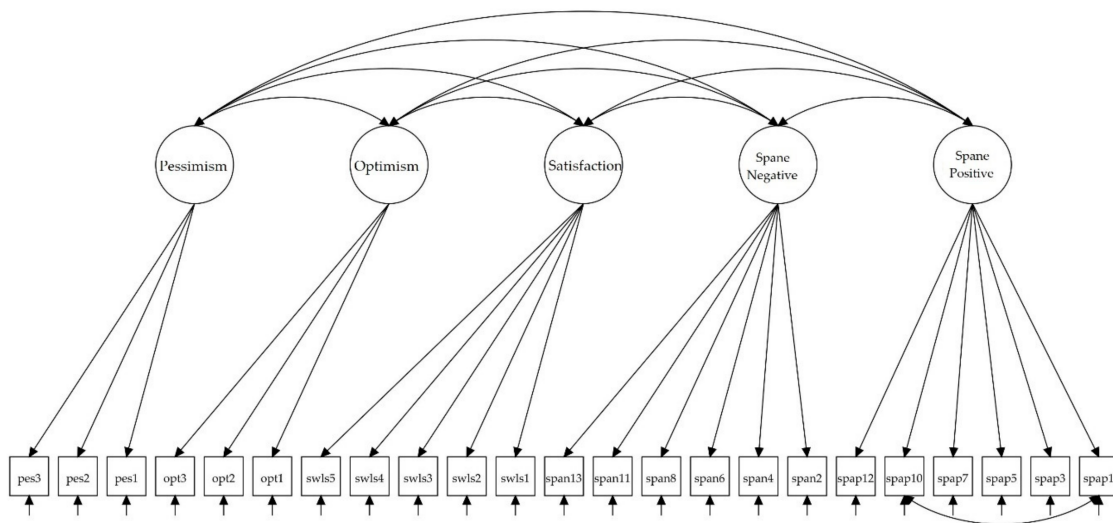 Pessimism
Optimism
Satisfaction
Spane
Negative
Spane
Positive
pes3
pes2
pes1
opt3
opt2
opt1
swls5
swls4
swls3
swls2
swls1
span13
span11
span8
span6
span4
span2
spap12
spap10
spap7
spap5
spap3
spap1